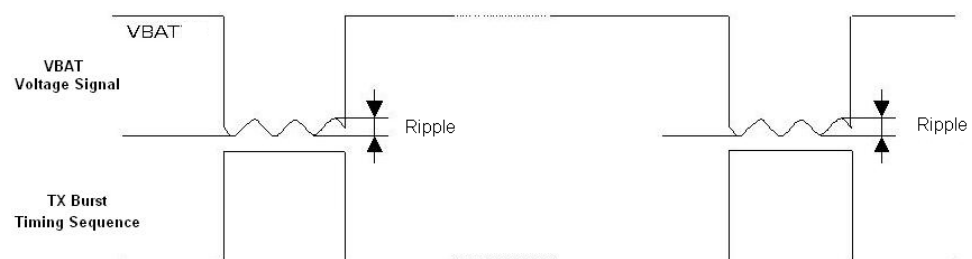 VBAT
VBAT
Voltage Signal
Ripple
Ripple
TX Burst
Timing Sequence